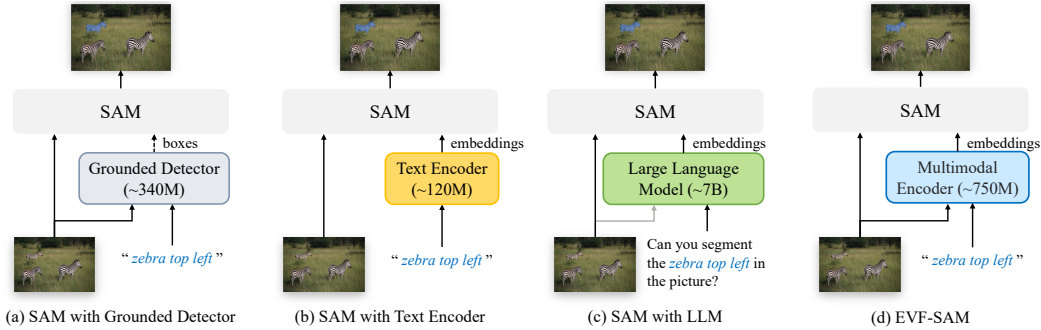 SAM
boxes
Grounded Detector
(~340M)
“ zebra top left ”
(a) SAM with Grounded Detector
SAM
embeddings
Text Encoder
(~120M)
“ zebra top left ”
(b) SAM with Text Encoder
SAM
embeddings
Large Language
Model (~7B)
Can you segment
the zebra top left in
the picture?
(c) SAM with LLM
SAM
embeddings
Multimodal
Encoder (~750M)
“ zebra top left ”
(d) EVF-SAM